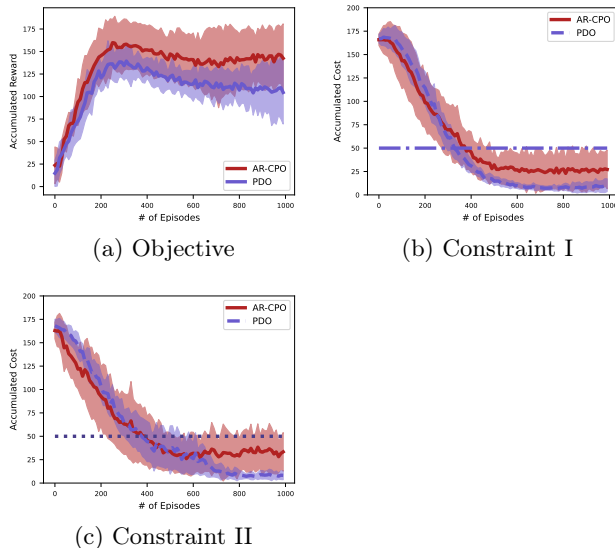 175
150
125
100
75
50
25
0
Accumulated Reward
AR-CPO
PDO
0 200 400 600 800 1000
# of Episodes
(a) Objective
200
175
150
125
100
75
50
25
0
Accumulated Cost
AR-CPO
PDO
0 200 400 600 800 1000
# of Episodes
(b) Constraint I
200
175
150
125
100
75
50
25
0
Accumulated Cost
AR-CPO
PDO
0 200 400 600 800 1000
# of Episodes
(c) Constraint II